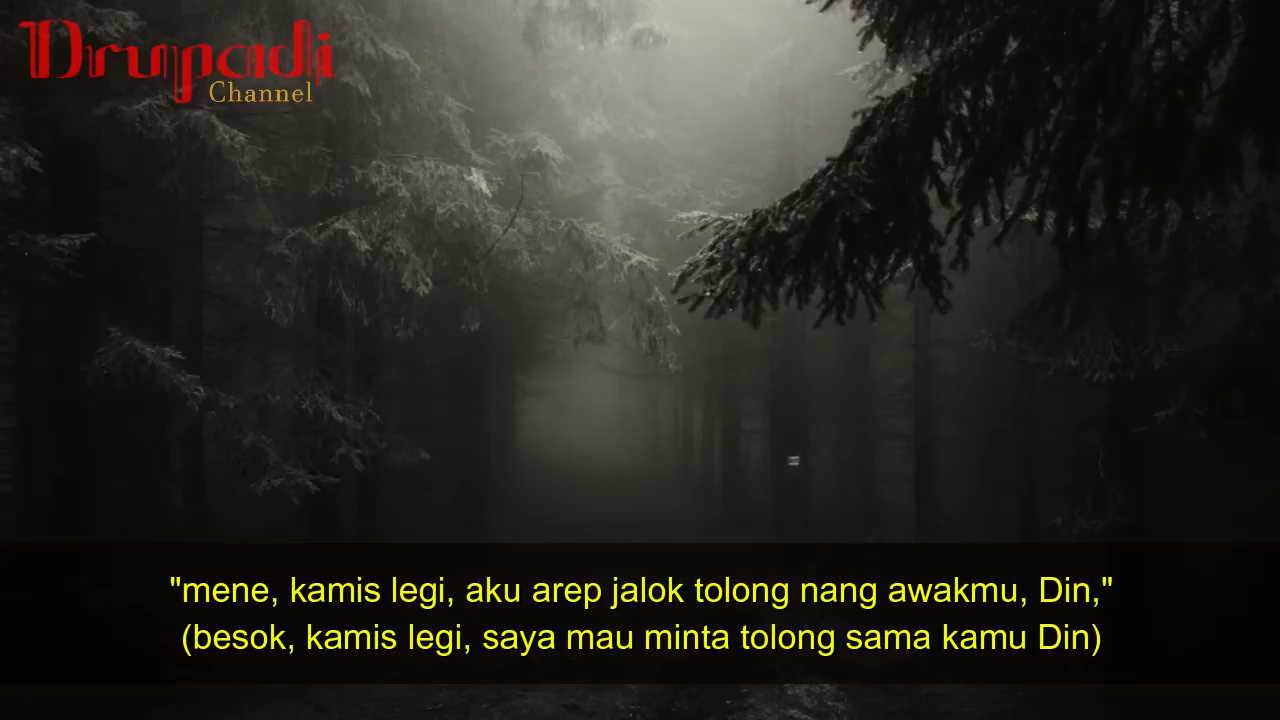 Drupadi
Channel
"mene, kamis legi, aku arep jalok tolong nang awakmu, Din,"
(besok, kamis legi, saya mau minta tolong sama kamu Din)